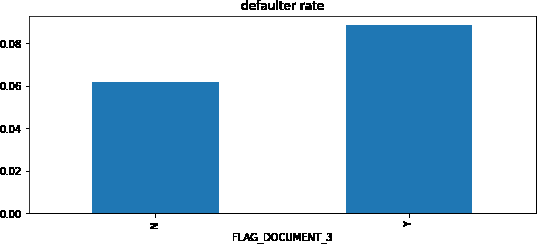 defaulter rate
0.08
0.06
0.04
0.02
0.00
N
Y
FLAG_DOCUMENT_3